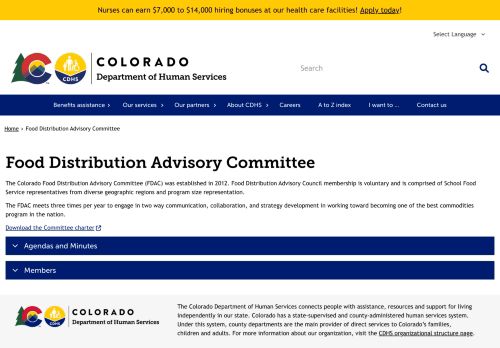 Nurses can earn $7,000 to $14,000 hiring bonuses at our health care facilities! Apply today!
Select Language
COLORADO
Department of Human Services
CDHS
Search
Benefits assistance
Our services
Our partners
About CDHS
Careers
A to Z index
I want to ...
Contact us
Home › Food Distribution Advisory Committee
Food Distribution Advisory Committee
The Colorado Food Distribution Advisory Committee (FDAC) was established in 2012. Food Distribution Advisory Council membership is voluntary and is comprised of School Food
Service representatives from diverse geographic regions and program size representation.
The FDAC meets three times per year to engage in two way communication, collaboration, and strategy development in working toward becoming one of the best commodities
program in the nation.
Download the Committee charter
Agendas and Minutes
Members
COLORADO
Department of Human Services
CDHS
The Colorado Department of Human Services connects people with assistance, resources and support for living
independently in our state. Colorado has a state-supervised and county-administered human services system.
Under this system, county departments are the main provider of direct services to Colorado's families,
children and adults. For more information about our organization, visit the CDHS organizational structure page.